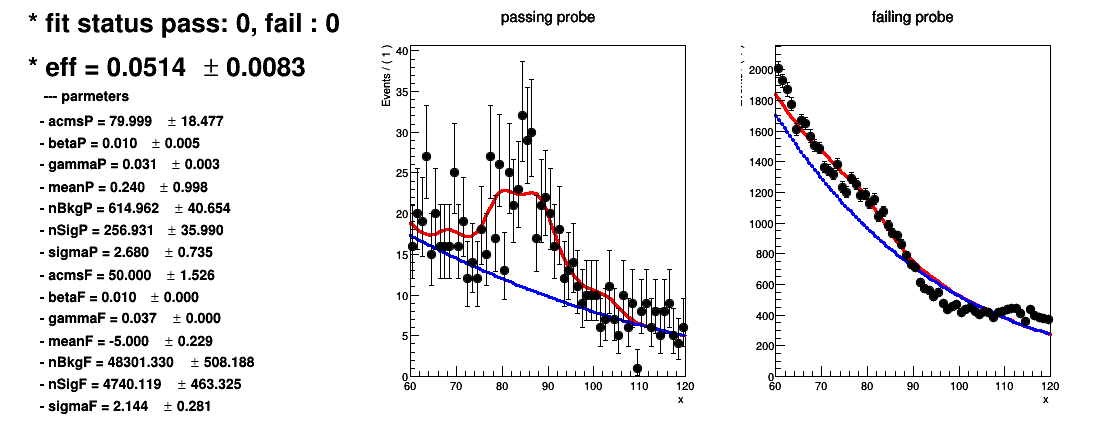 * fit status pass: 0, fail : 0
* eff = 0.0514 ± 0.0083
--- parmeters
- acmsP = 79.999 ± 18.477
- betaP = 0.010 ± 0.005
- gammaP = 0.031 ± 0.003
- meanP = 0.240 ± 0.998
- nBkgP = 614.962 ± 40.654
- nSigP = 256.931 ± 35.990
- sigmaP = 2.680 ± 0.735
- acmsF = 50.000 ± 1.526
- betaF = 0.010 ± 0.000
- gammaF = 0.037 ± 0.000
- meanF = -5.000 ± 0.229
- nBkgF = 48301.330 ± 508.188
- nSigF = 4740.119 ± 463.325
- sigmaF = 2.144 ± 0.281
passing probe
Events / ( 1 )
40
35
30
25
20
15
10
5
0
60 70 80 90 100 110 120
x
failing probe
2000
1800
1600
1400
1200
1000
800
600
400
200
0
60 70 80 90 100 110 120
x